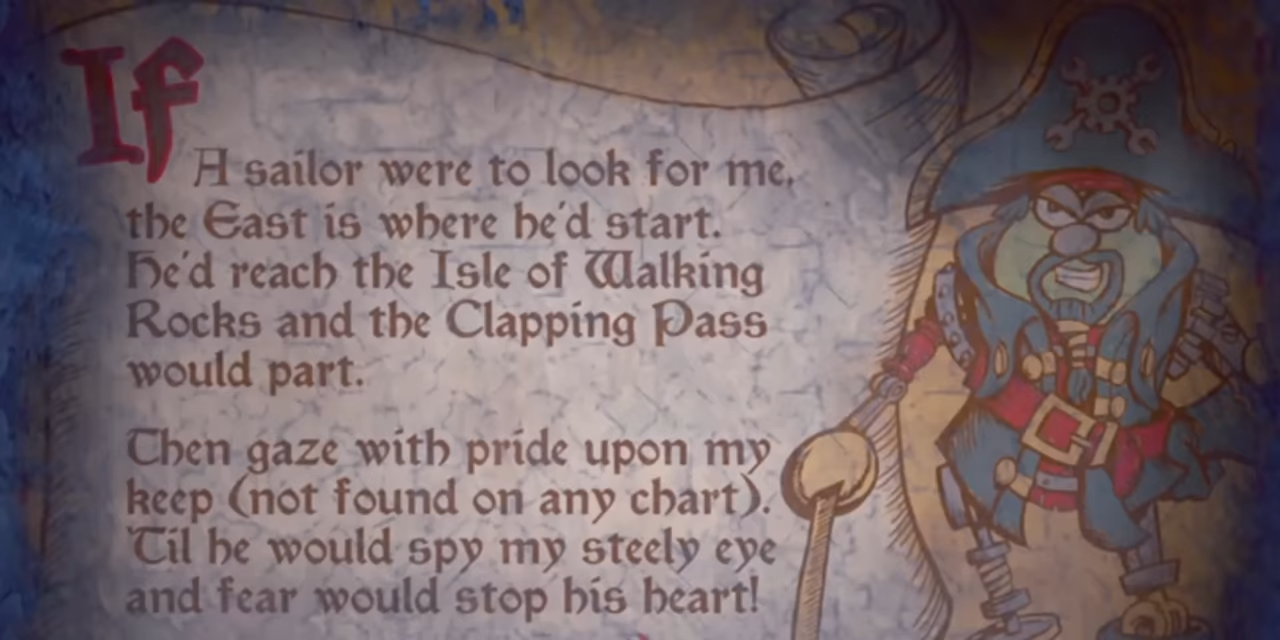 If
A sailor were to look for me,
the East is where he'd start.
He'd reach the Isle of Walking
Rocks and the Clapping Pass
would part.
Then gaze with pride upon my
keep (not found on any chart).
'Til he would spy my steely eye
and fear would stop his heart!